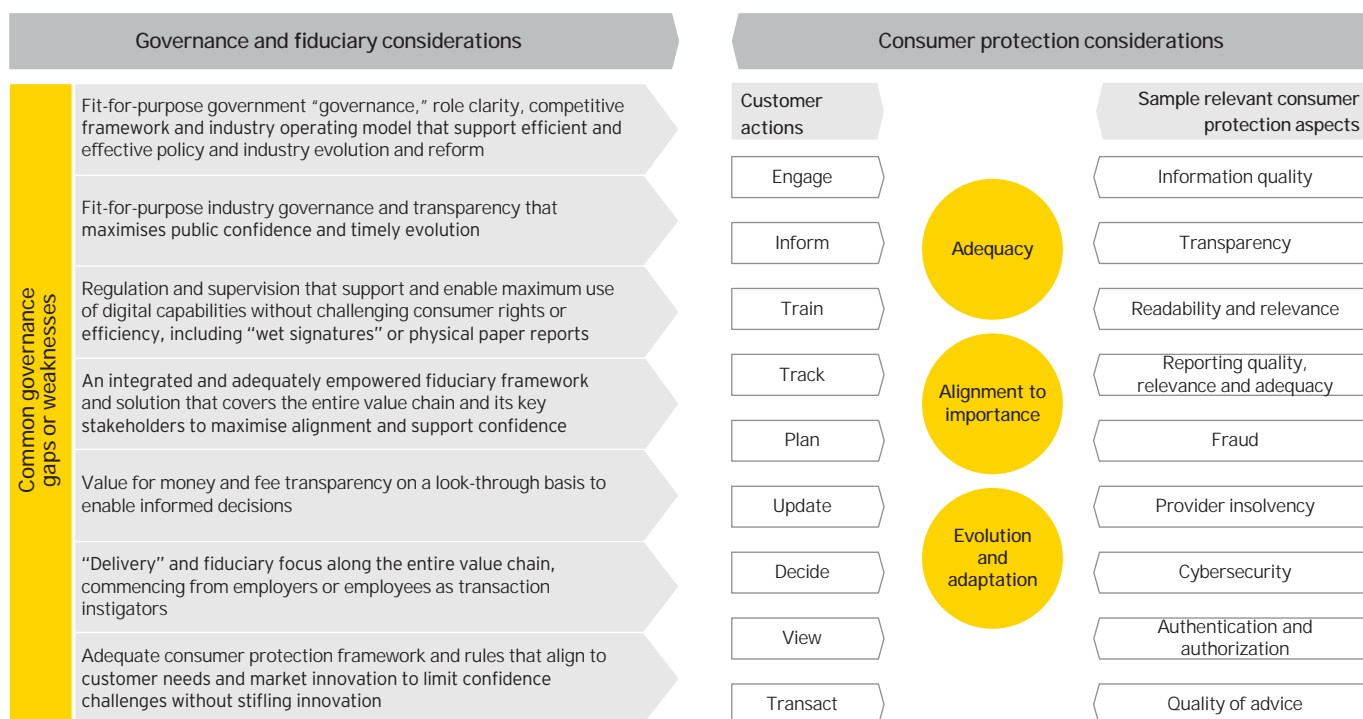 Governance and fiduciary considerations
Common governance
gaps or weaknesses
Fit-for-purpose government “governance,” role clarity, competitive
framework and industry operating model that support efficient and
effective policy and industry evolution and reform
Fit-for-purpose industry governance and transparency that
maximises public confidence and timely evolution
Regulation and supervision that support and enable maximum use
of digital capabilities without challenging consumer rights or
efficiency, including “wet signatures” or physical paper reports
An integrated and adequately empowered fiduciary framework
and solution that covers the entire value chain and its key
stakeholders to maximise alignment and support confidence
Value for money and fee transparency on a look-through basis to
enable informed decisions
“Delivery” and fiduciary focus along the entire value chain,
commencing from employers or employees as transaction
instigators
Adequate consumer protection framework and rules that align to
customer needs and market innovation to limit confidence
challenges without stifling innovation
Consumer protection considerations
Customer
actions
Engage
Inform
Train
Track
Plan
Update
Decide
View
Transact
Adequacy
Alignment to
importance
Evolution
and
adaptation
Sample relevant consumer
protection aspects
Information quality
Transparency
Readability and relevance
Reporting quality,
relevance and adequacy
Fraud
Provider insolvency
Cybersecurity
Authentication and
authorization
Quality of advice